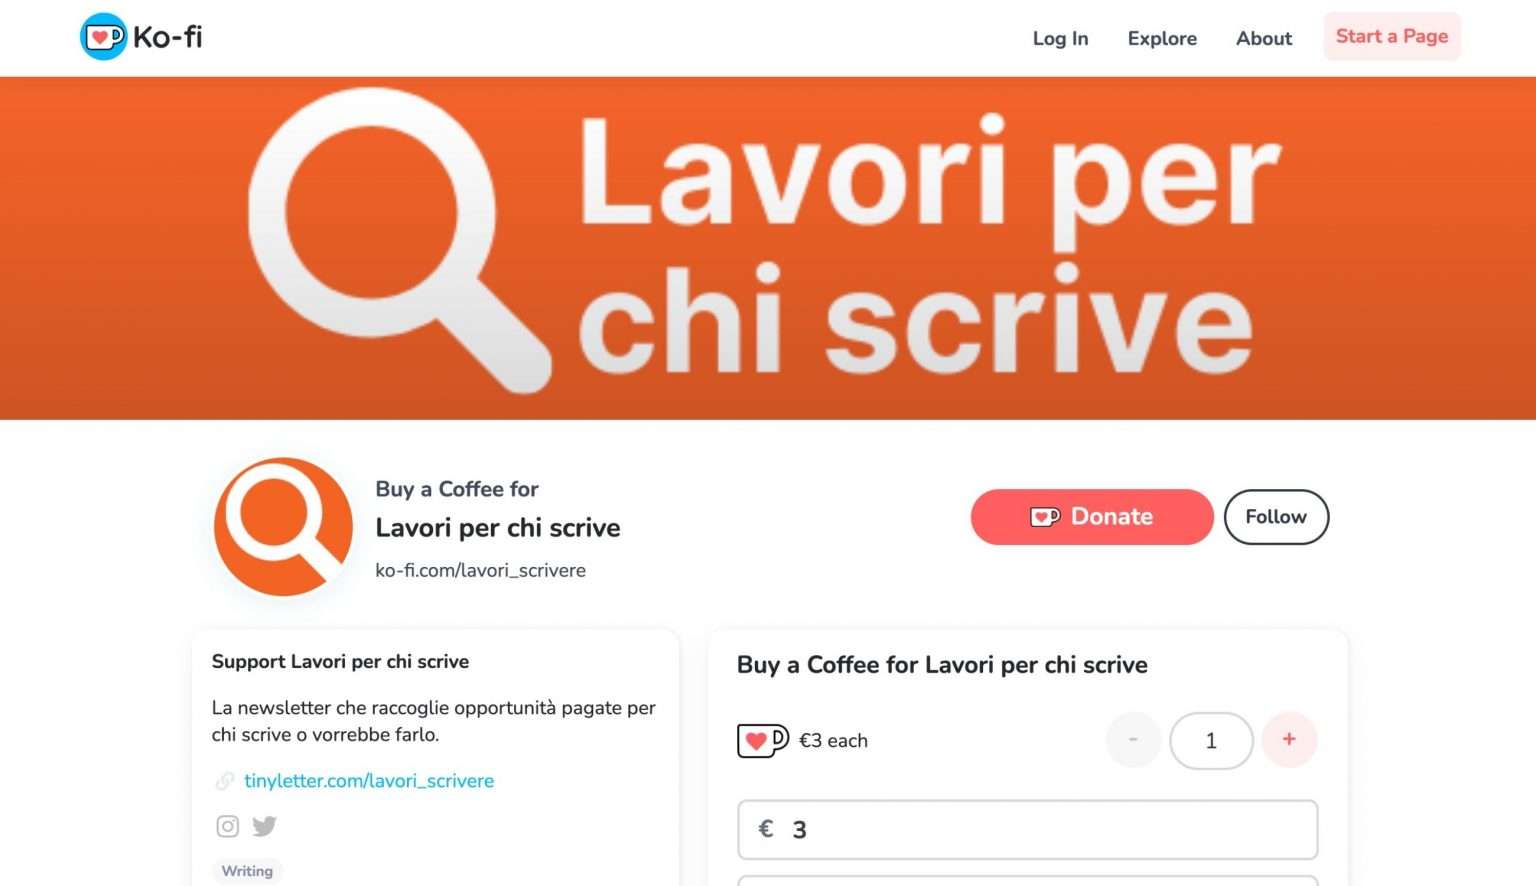 Ko-fi
Log In
Explore
About
Start a Page
Lavori per
chi scrive
Buy a Coffee for
Lavori per chi scrive
ko-fi.com/lavori_scrivere
Donate
Follow
Support Lavori per chi scrive
La newsletter che raccoglie opportunità pagate per
chi scrive o vorrebbe farlo.
tinyletter.com/lavori_scrivere
Writing
Buy a Coffee for Lavori per chi scrive
€3 each
- 1 +
€ 3